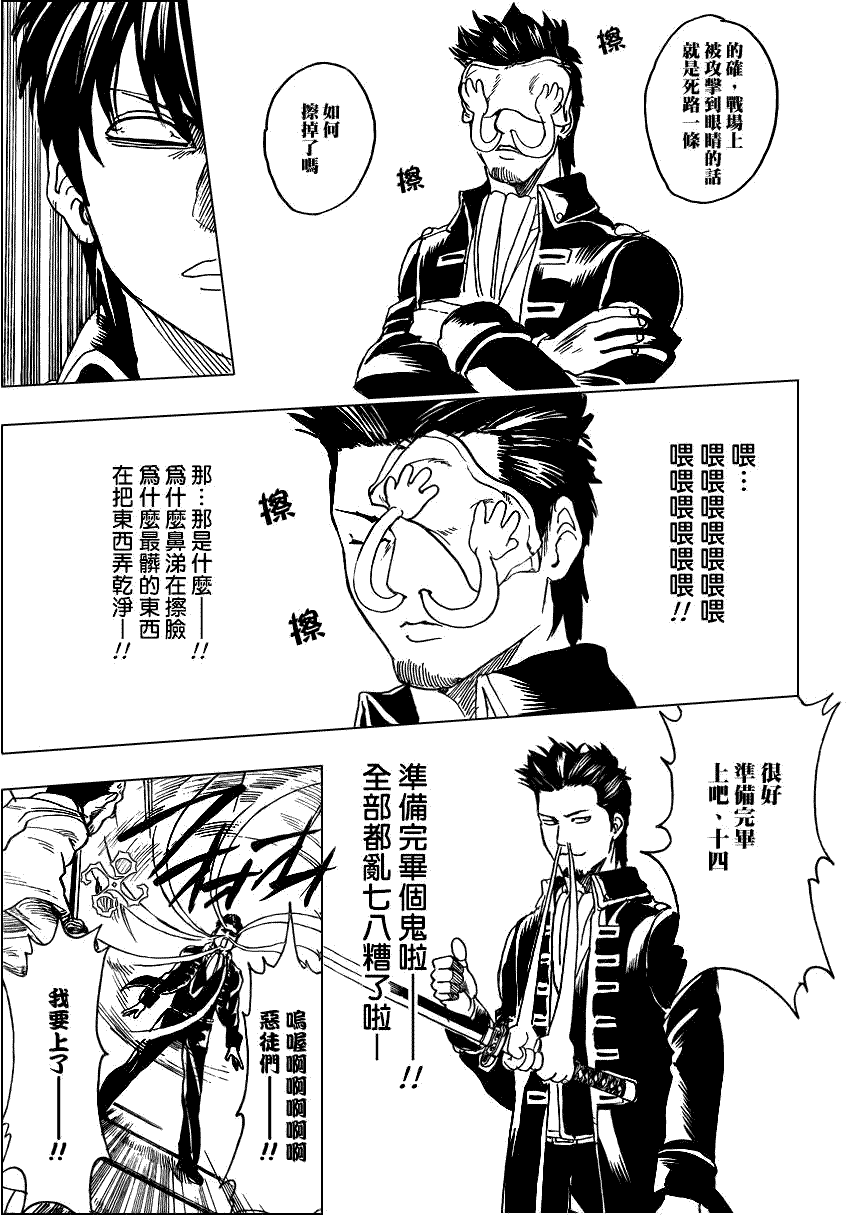 的確，戰場上
被攻擊到眼睛的話
就是死路一條
擦
如何
擦掉了嗎
擦
喂…
喂喂喂喂喂喂喂
喂喂喂喂喂喂!!
擦
擦
那…那是什麼——!!
為什麼鼻涕在擦臉
為什麼最髒的東西
在把東西弄乾淨—!!
很好
準備完畢
上吧、十四
準備完畢個鬼啦——!!
全部都亂七八糟了啦—
嗚喔啊啊啊啊啊
惡徒們——!!
我要上了——!!